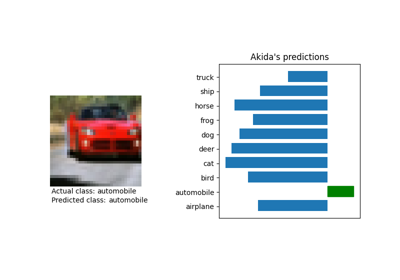 Akida's predictions
truck
ship
horse
frog
dog
deer
cat
bird
automobile
airplane
Actual class: automobile
Predicted class: automobile